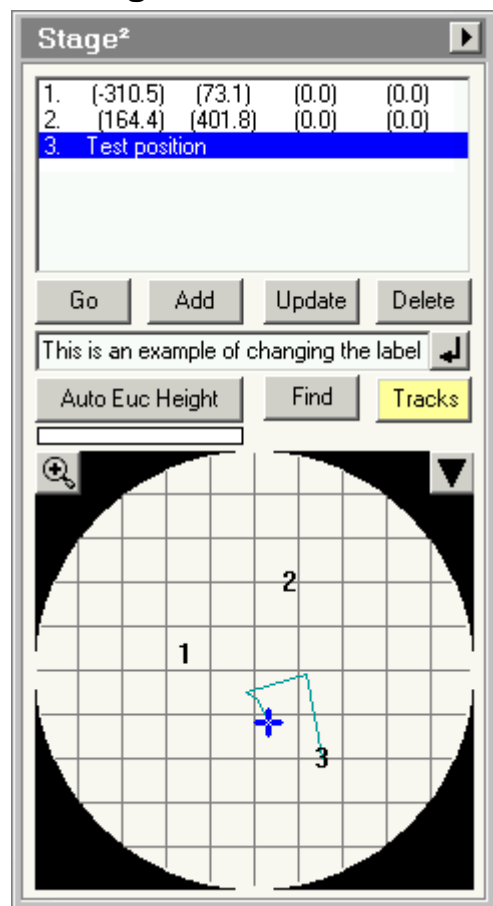 Stage²
1. (-310.5) (73.1) (0.0) (0.0)
2. (164.4) (401.8) (0.0) (0.0)
3. Test position
Go Add Update Delete
This is an example of changing the label
Auto Euc Height Find Tracks
2
1
3